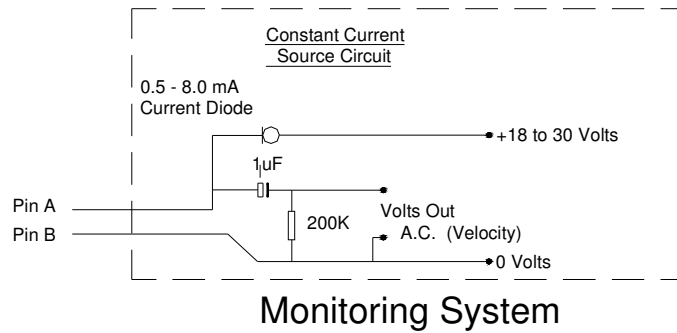 Constant Current
Source Circuit
0.5 - 8.0 mA
Current Diode
+18 to 30 Volts
1uF
Pin A
Pin B
200K
Volts Out
A.C. (Velocity)
0 Volts
Monitoring System